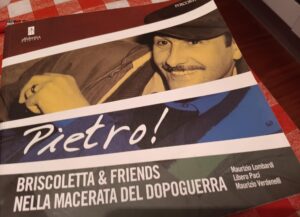 Pietro!
BRISCOLETTA & FRIENDS
NELLA MACERATA DEL DOPOGUERRA
Maurizio Lombardi
Libero Paci
Maurizio Verdenelli